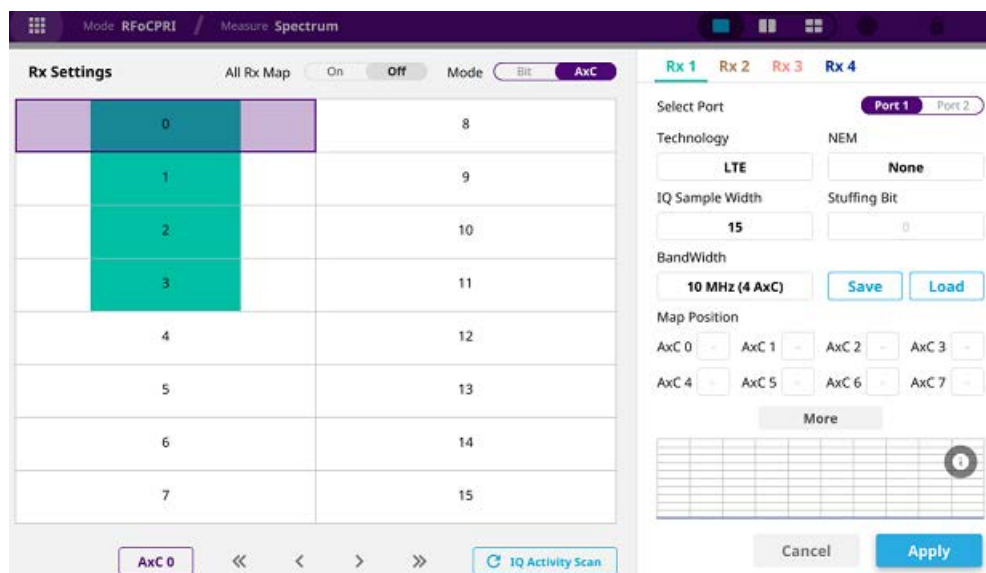 Mode RFoCPRI / Measure Spectrum
Rx Settings All Rx Map On Off Mode Bit AxC
0 8
1 9
2 10
3 11
4 12
5 13
6 14
7 15
AxC 0 « < > » IQ Activity Scan
Rx 1 Rx 2 Rx 3 Rx 4
Select Port Port 1 Port 2
Technology NEM
LTE None
IQ Sample Width Stuffing Bit
15 0
BandWidth
10 MHz (4 AxC) Save Load
Map Position
AxC 0 - AxC 1 - AxC 2 - AxC 3 -
AxC 4 - AxC 5 - AxC 6 - AxC 7 -
More
Cancel Apply